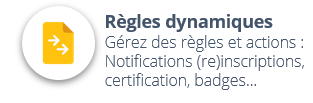 Règles dynamiques
Gérez des règles et actions :
Notifications (re)inscriptions,
certification, badges...